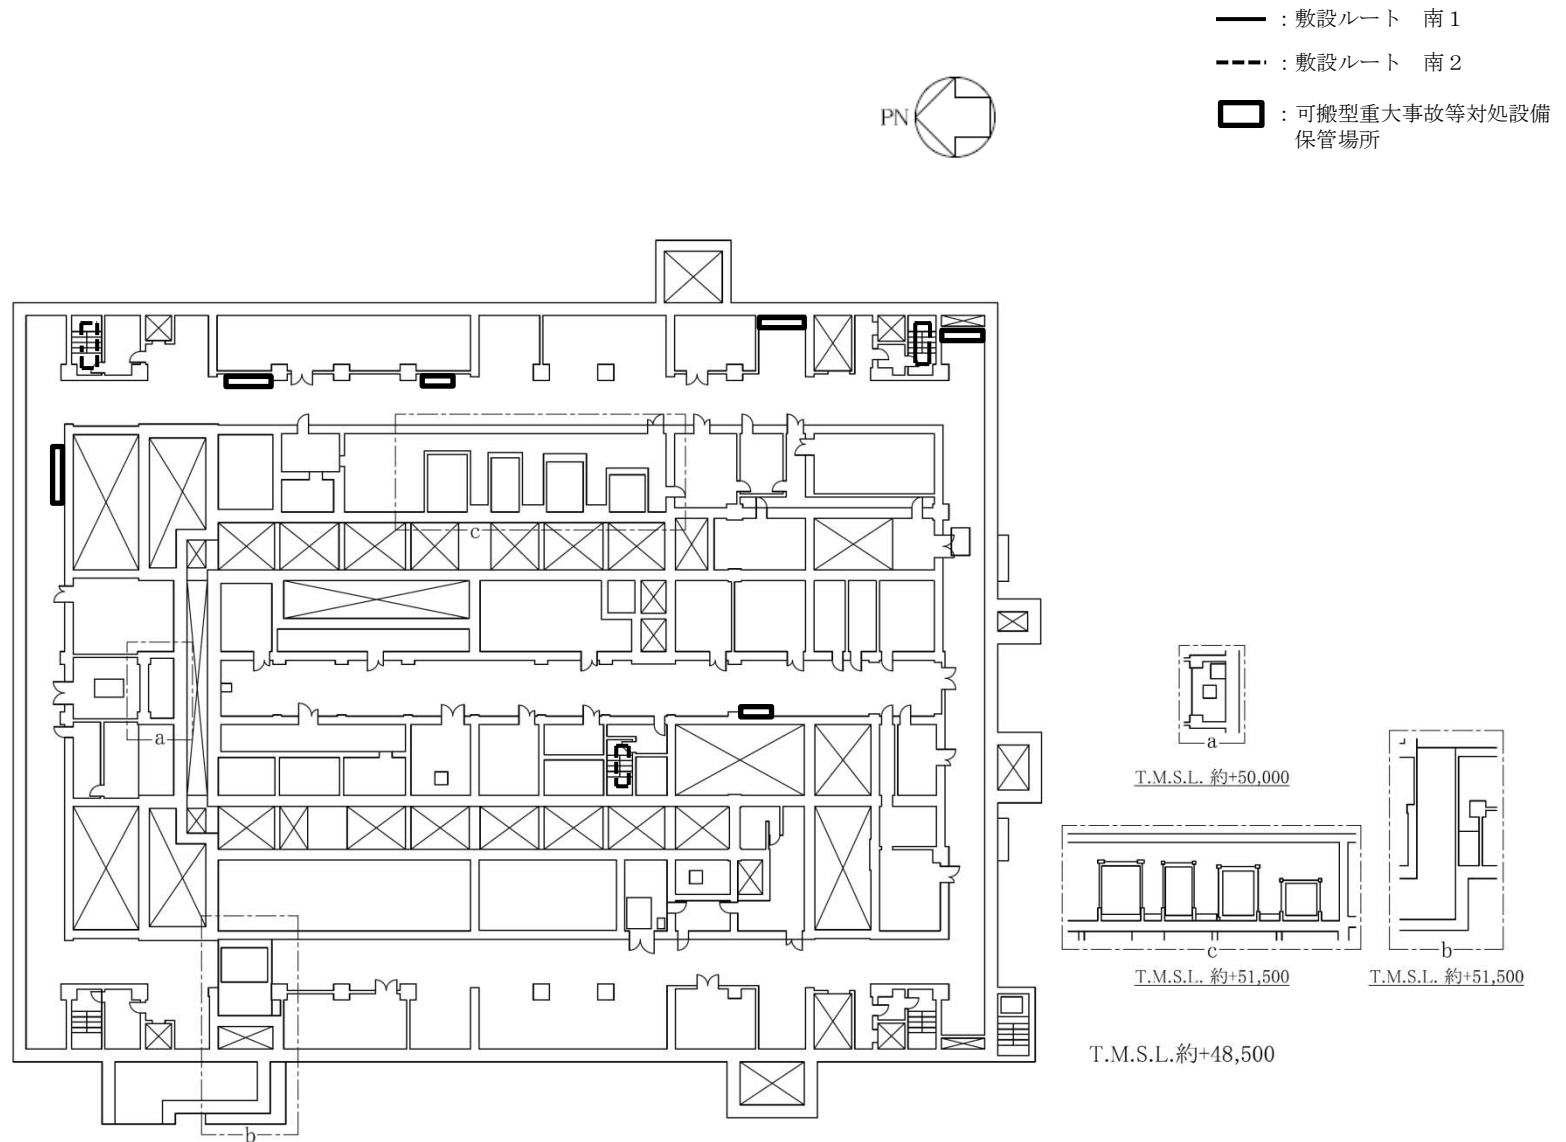 ：敷設ルート　南１
：敷設ルート　南２
：可搬型重大事故等対処設備
保管場所
PN
c
a
b
a
T.M.S.L. 約+50,000
c
T.M.S.L. 約+51,500
b
T.M.S.L. 約+51,500
T.M.S.L.約+48,500